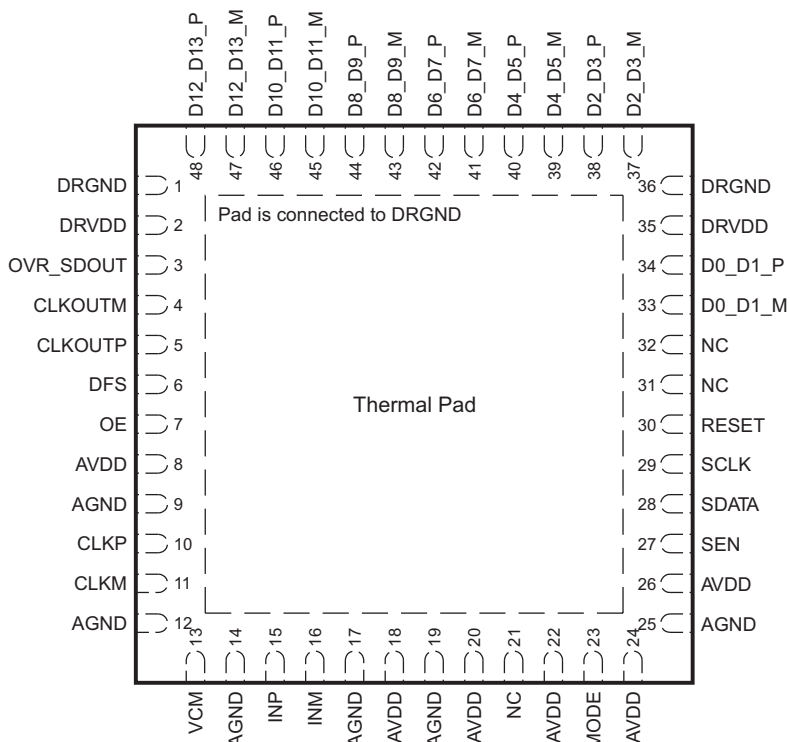 D12_D13_P
D12_D13_M
D10_D11_P
D10_D11_M
D8_D9_P
D8_D9_M
D6_D7_P
D6_D7_M
D4_D5_P
D4_D5_M
D2_D3_P
D2_D3_M
48
47
46
45
44
43
42
41
40
39
38
37
DRGND 1
DRVDD 2
OVR_SDOUT 3
CLKOUTM 4
CLKOUTP 5
DFS 6
OE 7
AVDD 8
AGND 9
CLKP 10
CLKM 11
AGND 12
Pad is connected to DRGND
Thermal Pad
36 DRGND
35 DRVDD
34 D0_D1_P
33 D0_D1_M
32 NC
31 NC
30 RESET
29 SCLK
28 SDATA
27 SEN
26 AVDD
25 AGND
13
14
15
16
17
18
19
20
21
22
23
24
VCM
AGND
INP
INM
AGND
AVDD
AGND
AVDD
NC
AVDD
MODE
AVDD